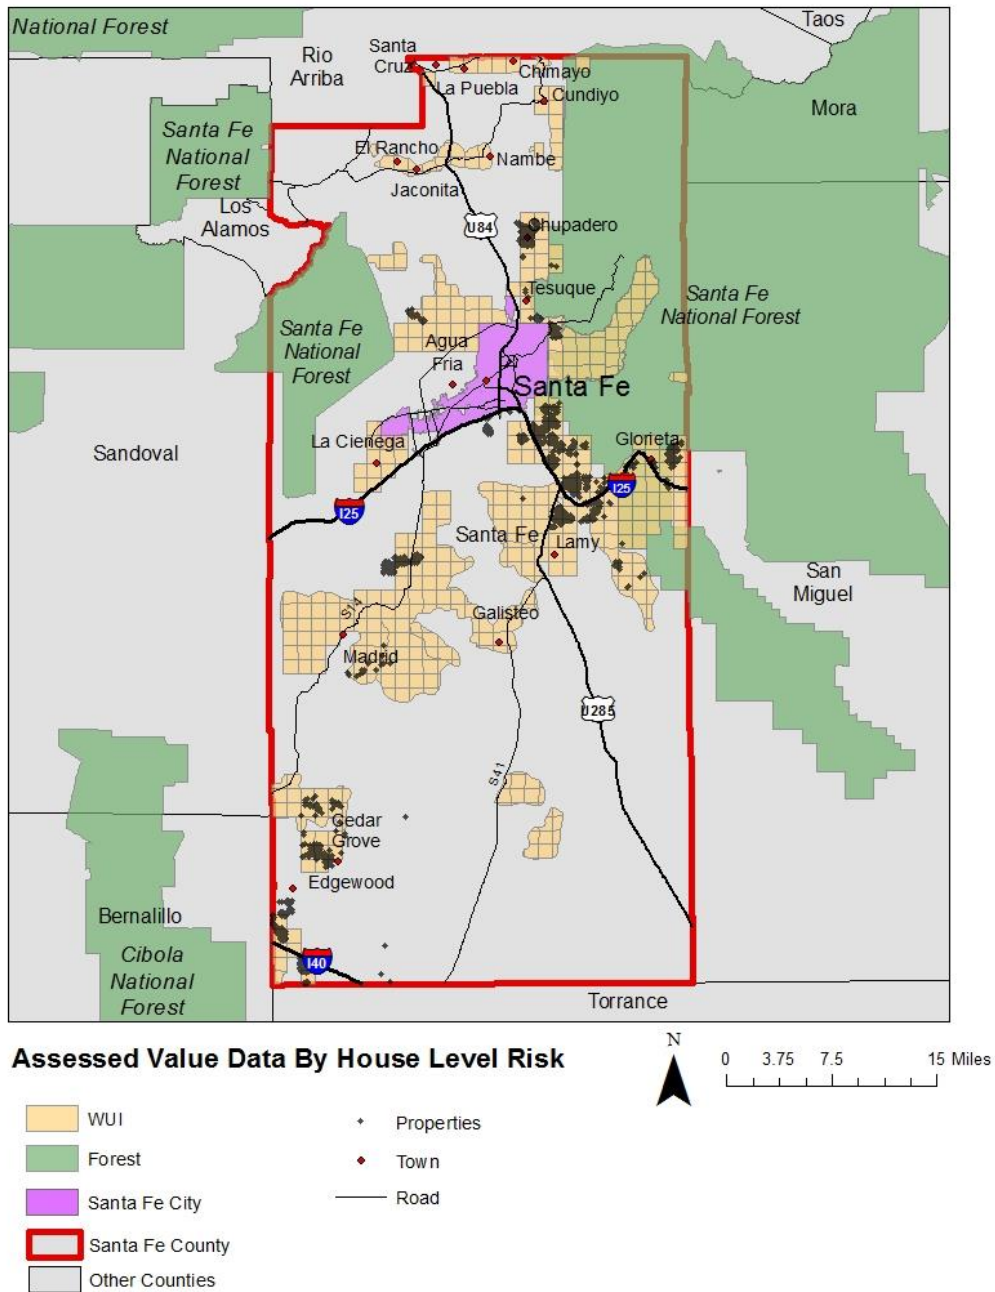 National Forest
Taos
Rio
Arriba
Santa
Cruz
Chimayo
La Puebla
Cundiyo
Mora
Santa Fe
National
Forest
El Rancho
Nambe
Jaconita
Los
Alamos
U84
Chupadero
Tesuque
Santa Fe
National Forest
Santa Fe
National
Forest
Agua
Fria
Santa Fe
La Cienega
Glorieta
Sandoval
I25
I25
Santa Fe
Lamy
San
Miguel
S14
Galisteo
Madrid
U285
S41
Cedar
Grove
Edgewood
Bernalillo
Cibola
National
Forest
I40
Torrance
Assessed Value Data By House Level Risk
N
0 3.75 7.5 15 Miles
WUI
Properties
Forest
Town
Santa Fe City
Road
Santa Fe County
Other Counties